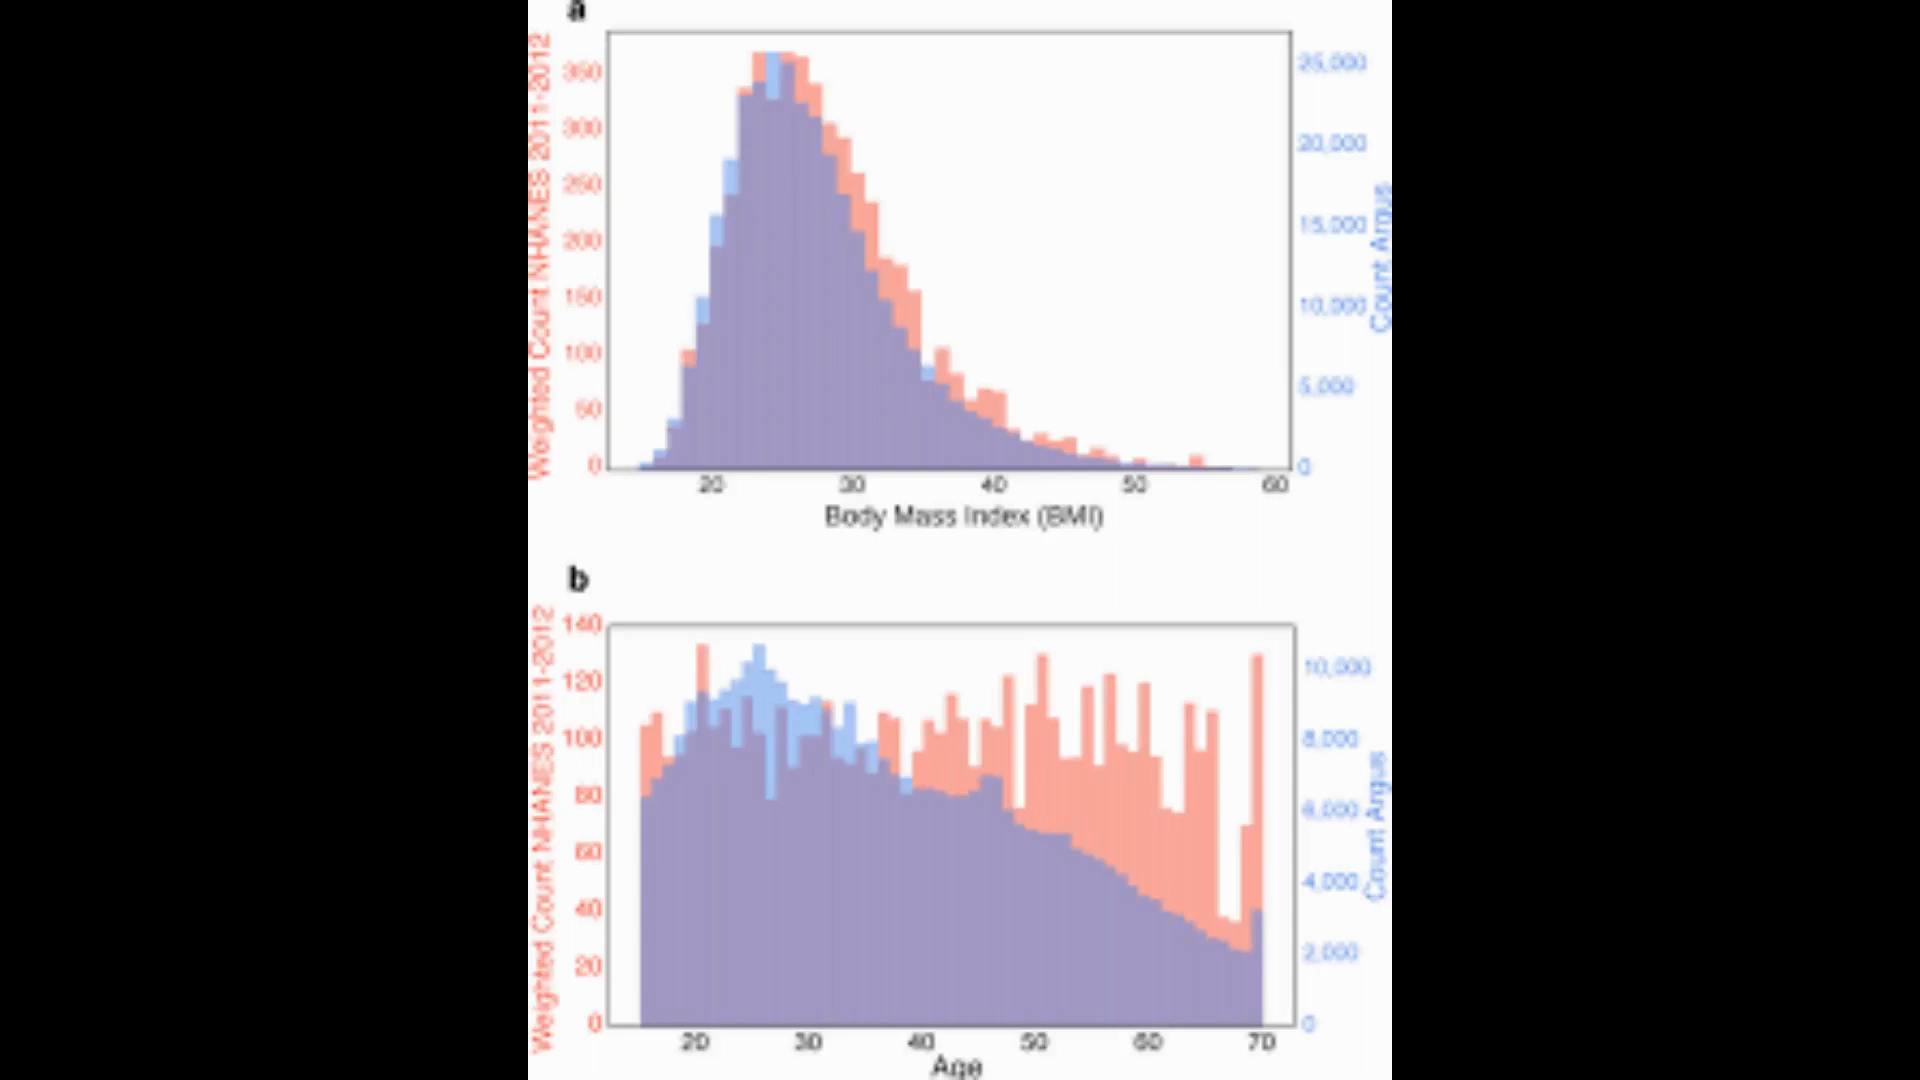 a
Weighted Count NHANES 2011-2012
350
300
250
200
150
100
50
0
25,000
20,000
15,000
10,000
5,000
0
Count Argus
20 30 40 50 60
Body Mass Index (BMI)
b
Weighted Count NHANES 2011-2012
140
120
100
80
60
40
20
0
10,000
8,000
6,000
4,000
2,000
0
Count Argus
20 30 40 50 60 70
Age